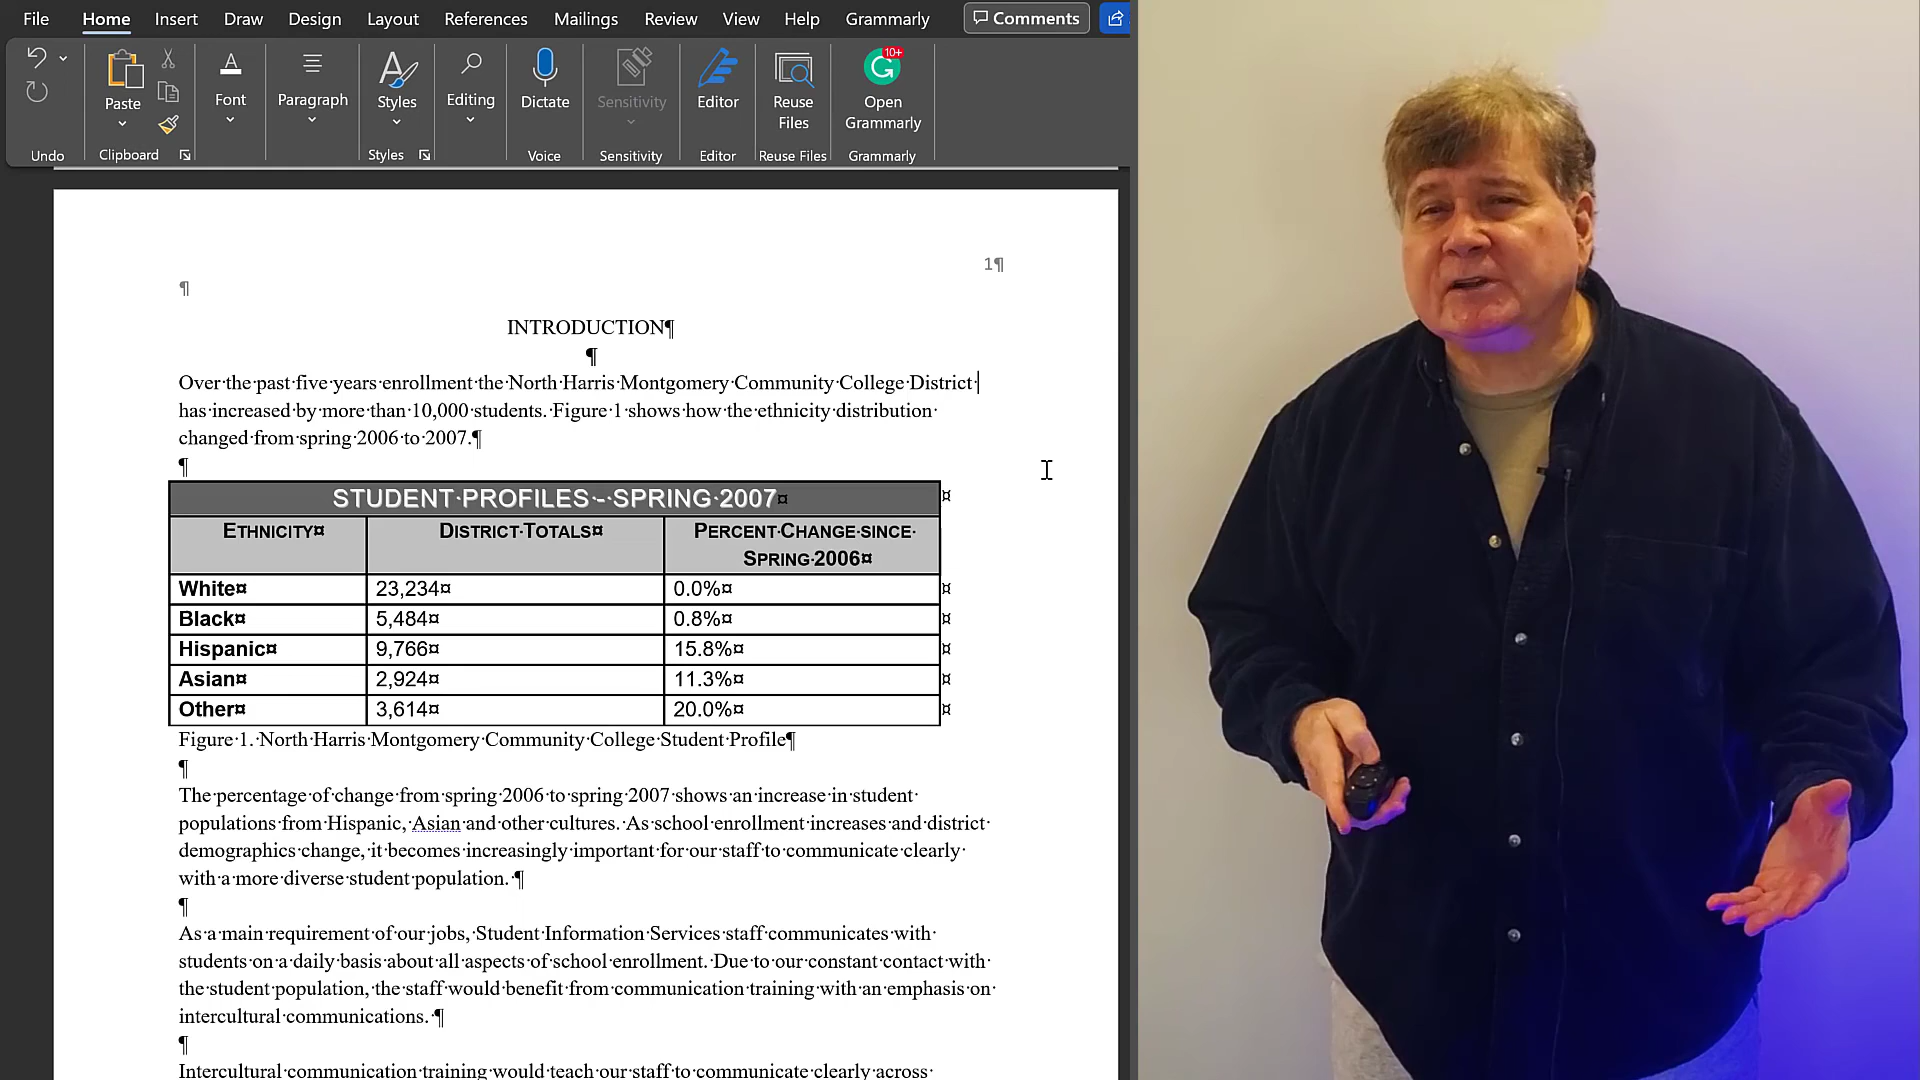 File Home Insert Draw Design Layout References Mailings Review View Help Grammarly Comments
10+
Paste Font Paragraph Styles Editing Dictate Sensitivity Editor Reuse Files Open Grammarly
Undo Clipboard Styles Voice Sensitivity Editor Reuse Files Grammarly
1¶
¶
INTRODUCTION¶
¶
Over·the·past·five·years·enrollment·the·North·Harris·Montgomery·Community·College·District·
has·increased·by·more·than·10,000·students.·Figure·1·shows·how·the·ethnicity·distribution·
changed·from·spring·2006·to·2007.¶
¶
STUDENT·PROFILES·-·SPRING·2007¤ ¤
ETHNICITY¤ DISTRICT·TOTALS¤ PERCENT·CHANGE·SINCE·
SPRING·2006¤
White¤ 23,234¤ 0.0%¤ ¤
Black¤ 5,484¤ 0.8%¤ ¤
Hispanic¤ 9,766¤ 15.8%¤ ¤
Asian¤ 2,924¤ 11.3%¤ ¤
Other¤ 3,614¤ 20.0%¤ ¤
Figure·1.·North·Harris·Montgomery·Community·College·Student·Profile¶
¶
The·percentage·of·change·from·spring·2006·to·spring·2007·shows·an·increase·in·student·
populations·from·Hispanic,·Asian·and·other·cultures.··As·school·enrollment·increases·and·district·
demographics·change,·it·becomes·increasingly·important·for·our·staff·to·communicate·clearly·
with·a·more·diverse·student·population.··¶
¶
As·a·main·requirement·of·our·jobs,·Student·Information·Services·staff·communicates·with·
students·on·a·daily·basis·about·all·aspects·of·school·enrollment.··Due·to·our·constant·contact·with·
the·student·population,·the·staff·would·benefit·from·communication·training·with·an·emphasis·on·
intercultural·communications.··¶
¶
Intercultural·communication·training·would·teach·our·staff·to·communicate·clearly·across·